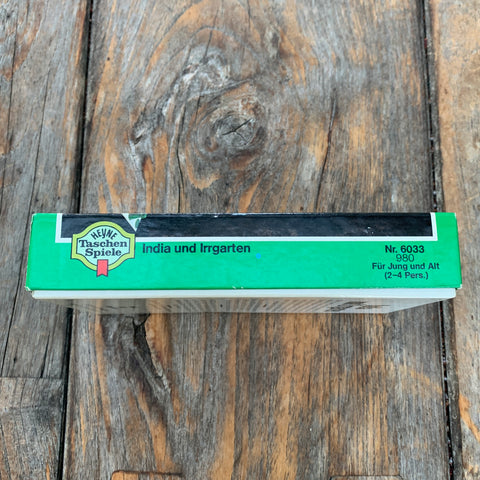 HEYNE
Taschen
Spiele
India und Irrgarten
Nr. 6033
980
Für Jung und Alt
(2-4 Pers.)